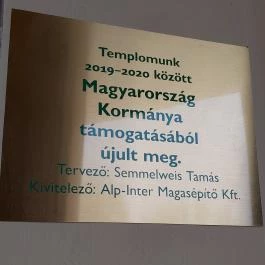 Templomunk
2019–2020 között
Magyarország
Kormánya
támogatásából
újult meg.
Tervező: Semmelweis Tamás
Kivitelező: Alp-Inter Magasépítő Kft.